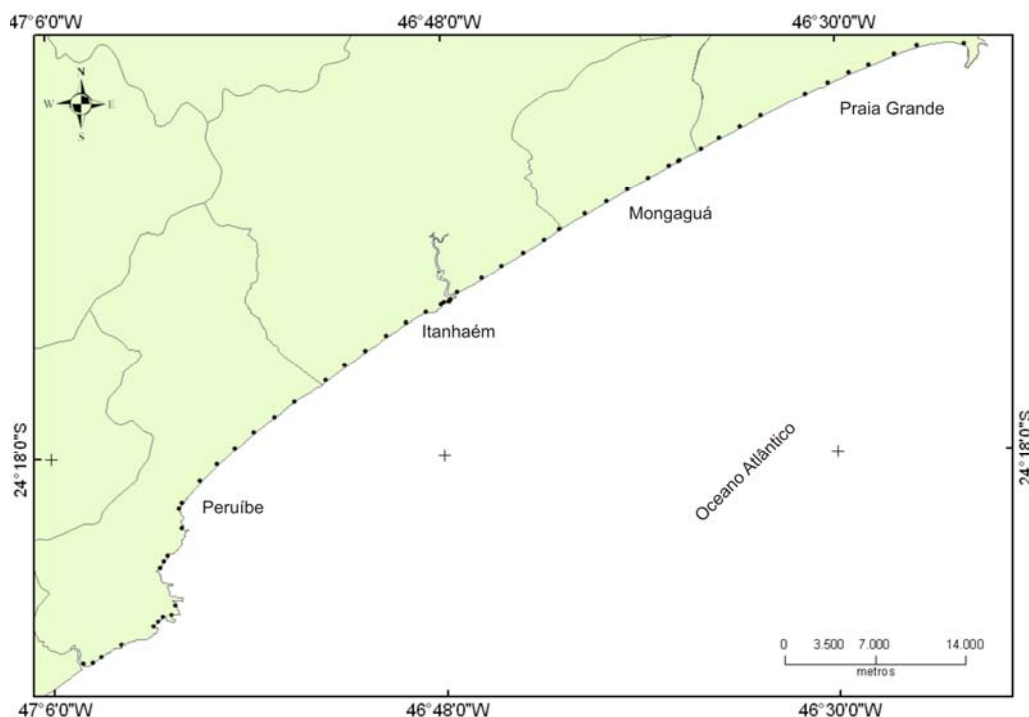 47°6'0"W 46°48'0"W 46°30'0"W
N
W E
S
Praia Grande
Mongaguá
Itanhaém
24°18'0"S 24°18'0"S
Oceano Atlântico
Peruíbe
0 3.500 7.000 14.000
metros
47°6'0"W 46°48'0"W 46°30'0"W